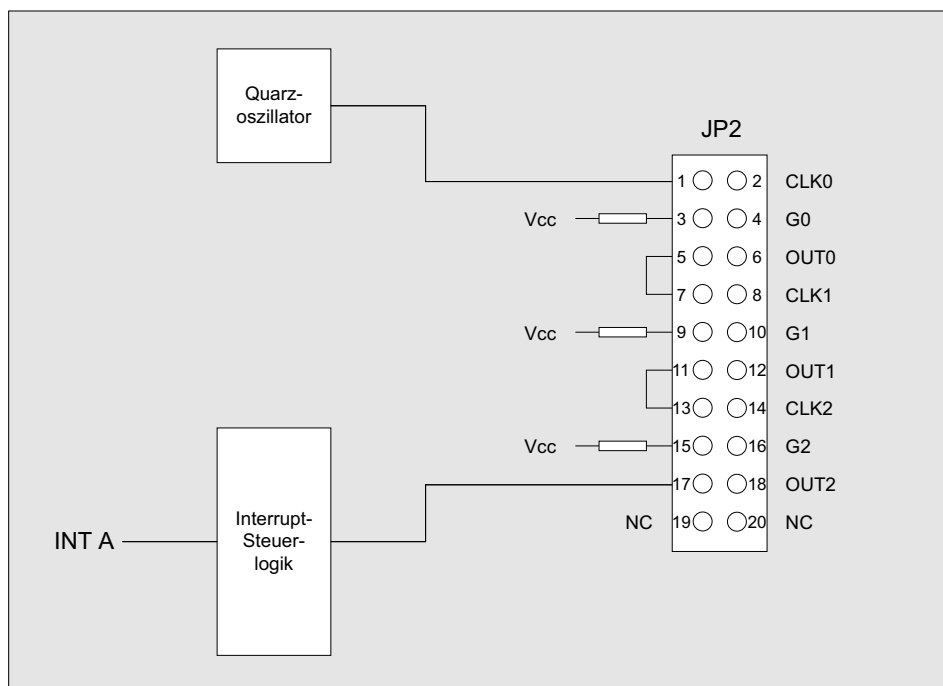 Quarz-
oszillator
JP2
1 2 CLK0
Vcc 3 4 G0
5 6 OUT0
7 8 CLK1
Vcc 9 10 G1
11 12 OUT1
13 14 CLK2
Vcc 15 16 G2
17 18 OUT2
NC 19 20 NC
INT A
Interrupt-
Steuer-
logik